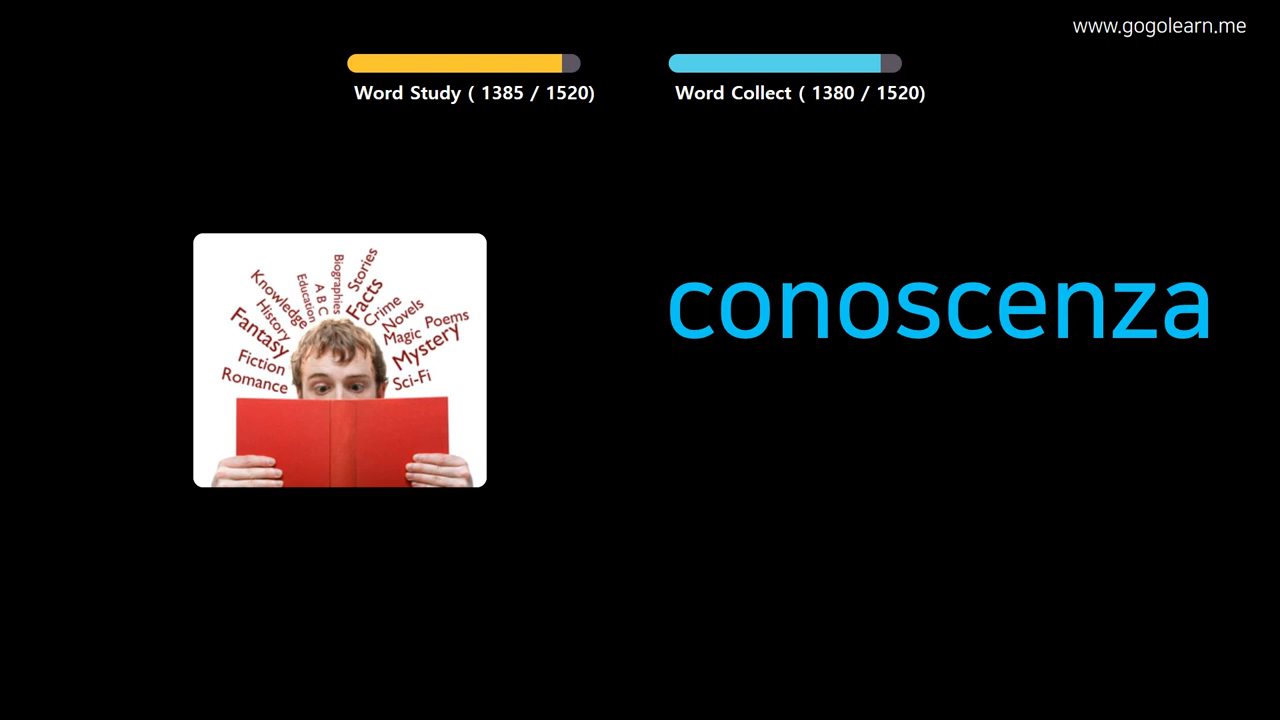 www.gogolearn.me
Word Study ( 1385 / 1520)
Word Collect ( 1380 / 1520)
conoscenza
Knowledge
History
Fantasy
Fiction
Romance
Education
A B C
Biographies
Stories
Facts
Crime
Novels
Magic
Poems
Mystery
Sci-Fi